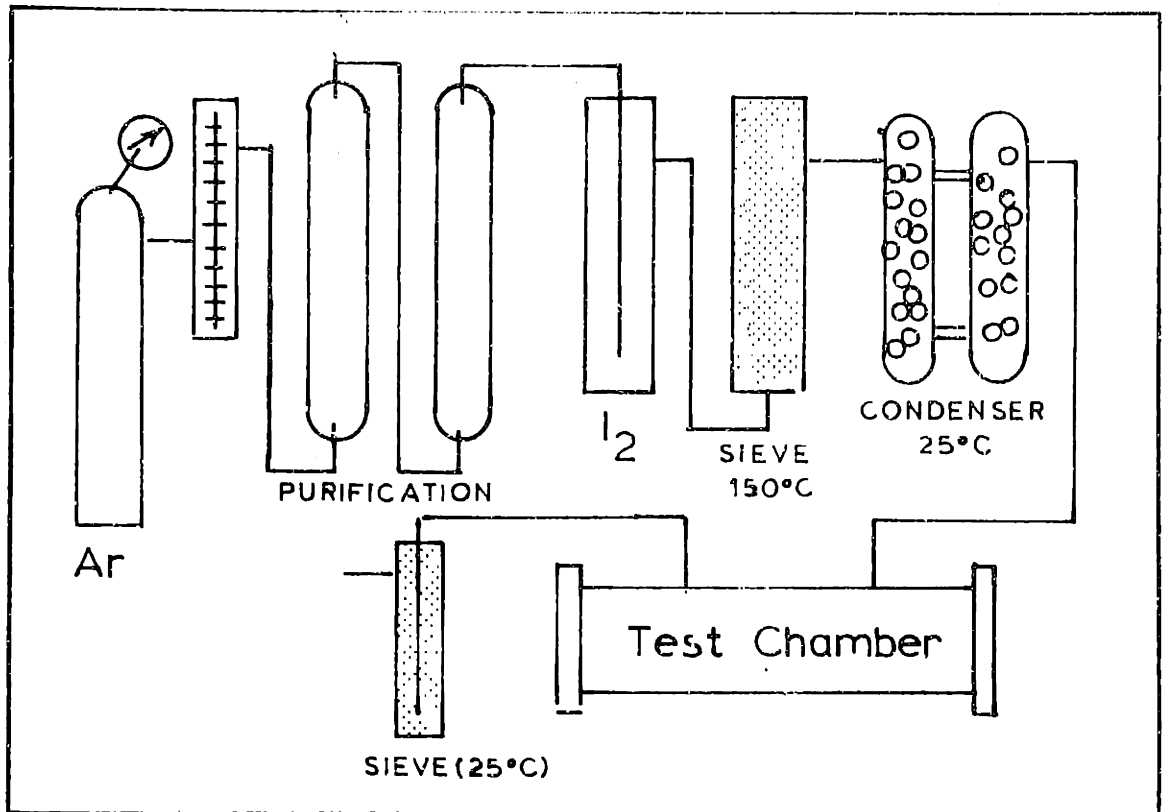 Ar
PURIFICATION
I2
SIEVE
150°C
CONDENSER
25°C
Test Chamber
SIEVE (25°C)